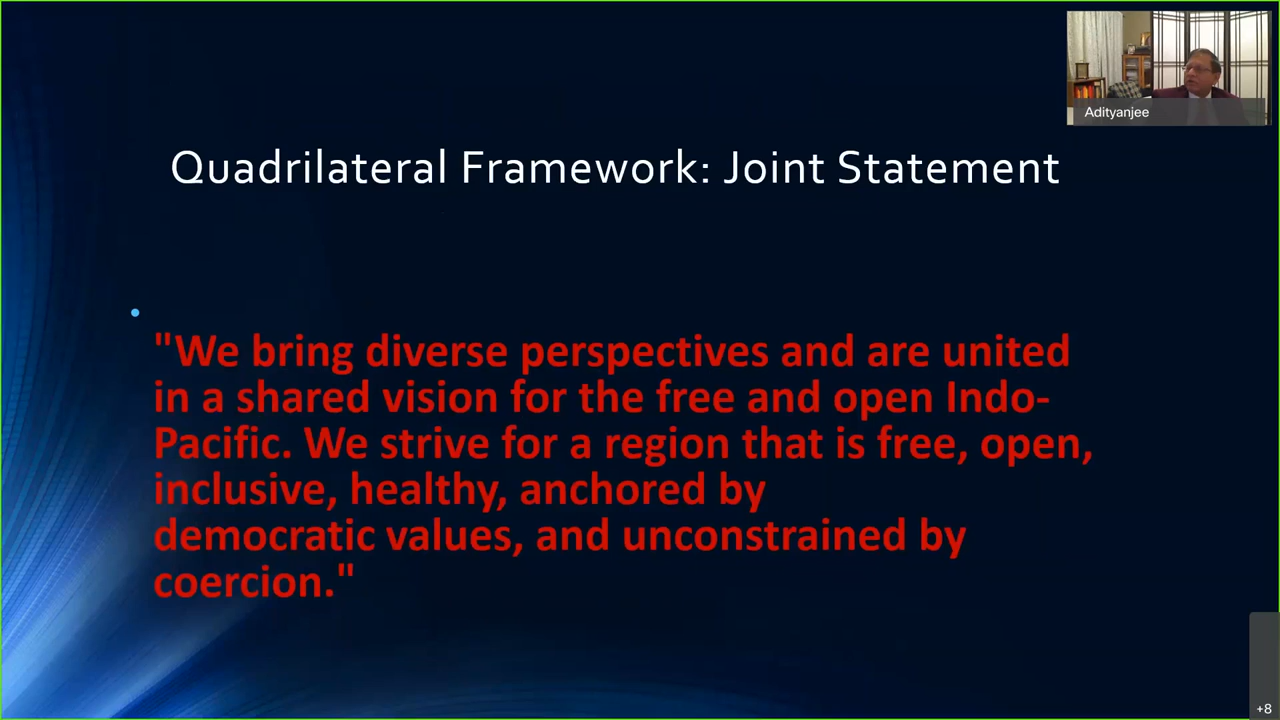 Adityanjee
Quadrilateral Framework: Joint Statement
"We bring diverse perspectives and are united
in a shared vision for the free and open Indo-
Pacific. We strive for a region that is free, open,
inclusive, healthy, anchored by
democratic values, and unconstrained by
coercion."
+8